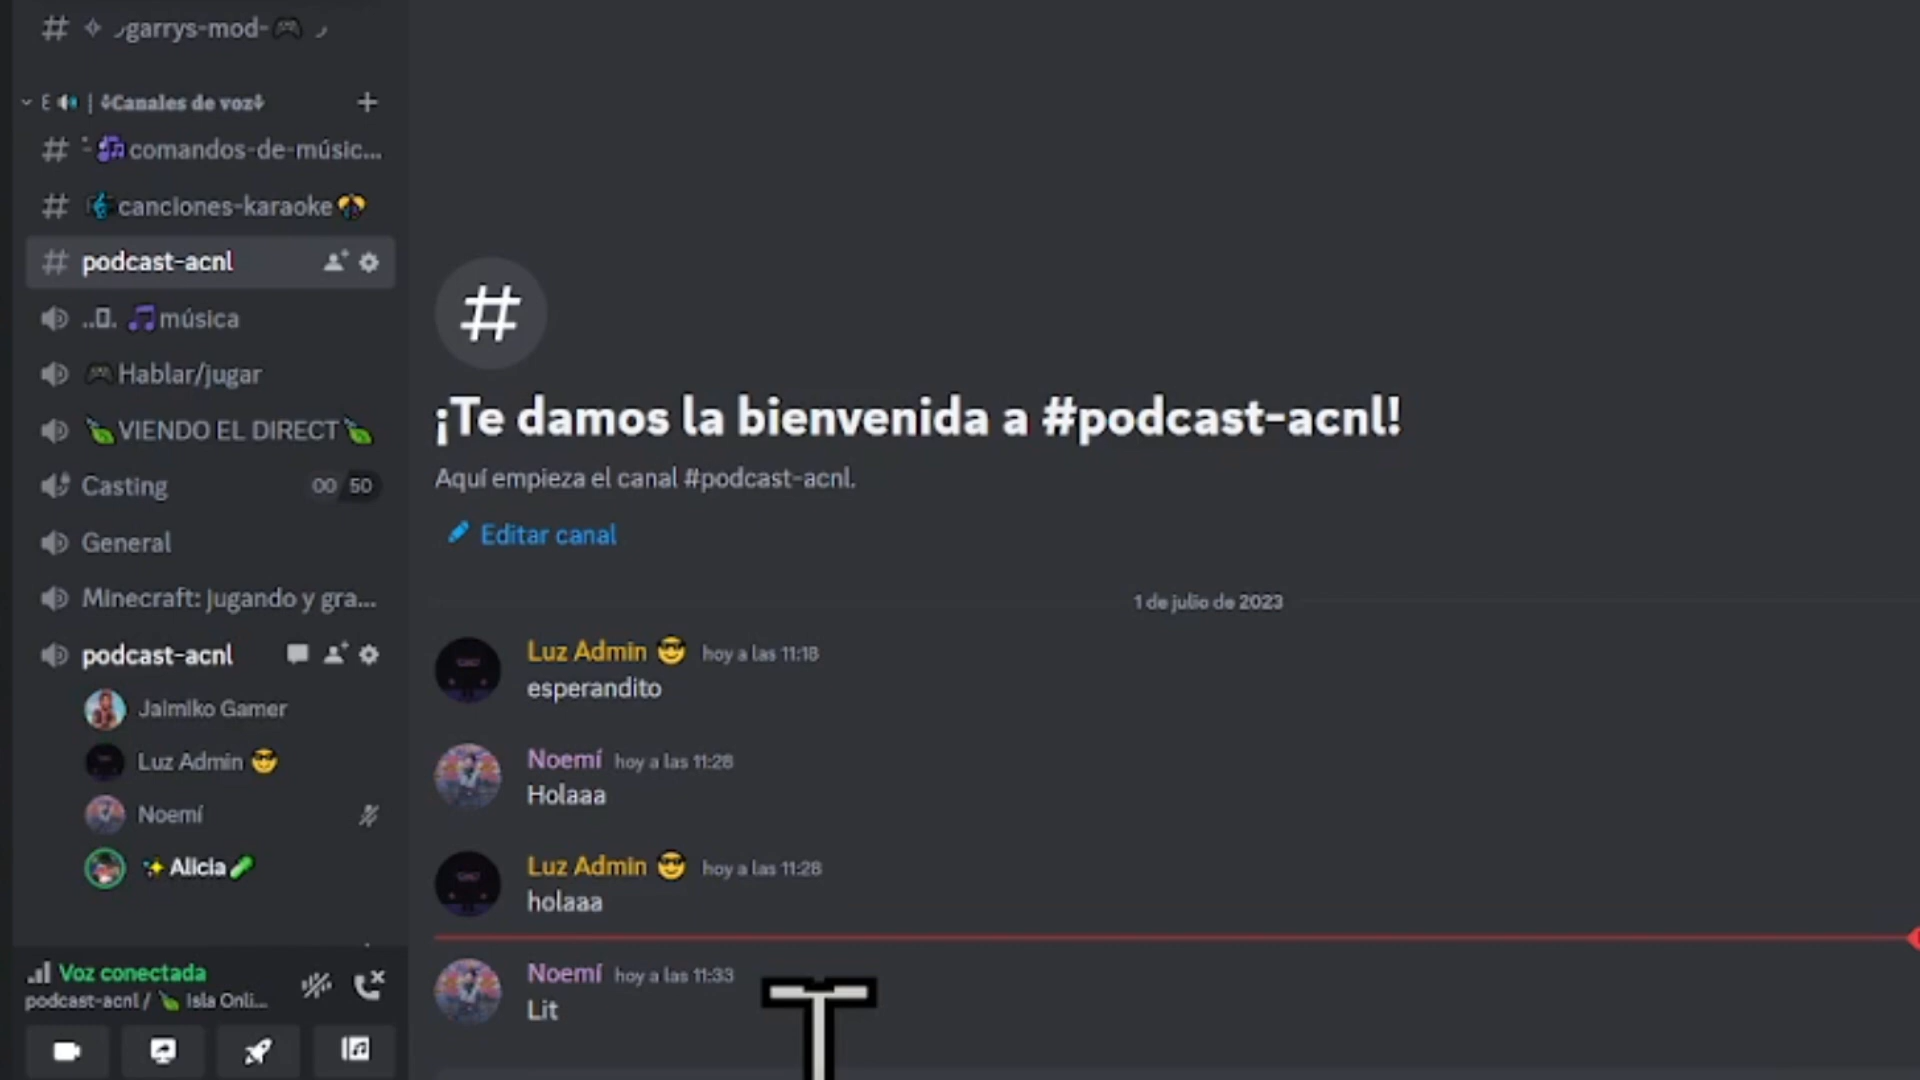 garrys-mod-
E | Canales de voz
comandos-de-músic...
canciones-karaoke
podcast-acnl
música
Hablar/jugar
VIENDO EL DIRECT
Casting 00 50
General
Minecraft: jugando y gra...
podcast-acnl
Jaimiko Gamer
Luz Admin 😎
Noemí
✨ Alicia
Voz conectada
podcast-acnl / Isla Onli...
¡Te damos la bienvenida a #podcast-acnl!
Aquí empieza el canal #podcast-acnl.
Editar canal
1 de julio de 2023
Luz Admin 😎 hoy a las 11:18
esperandito
Noemí hoy a las 11:28
Holaaa
Luz Admin 😎 hoy a las 11:28
holaaa
Noemí hoy a las 11:33
Lit